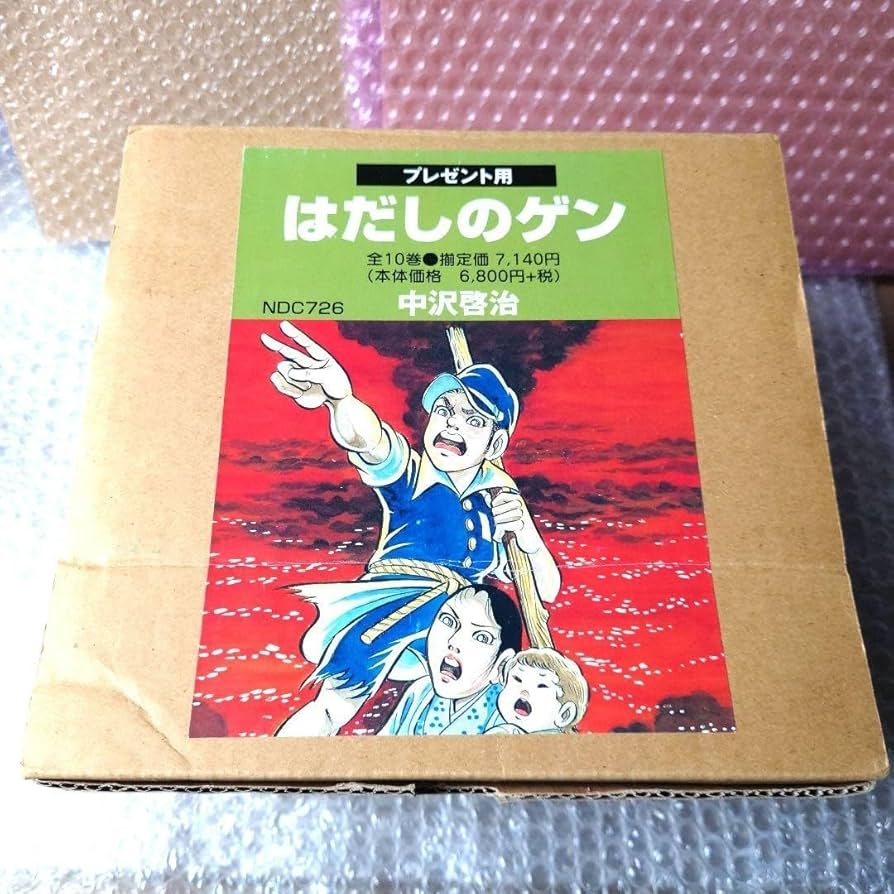 プレゼント用
はだしのゲン
全10巻●揃定価 7,140円
(本体価格 6,800円+税)
NDC726 中沢啓治